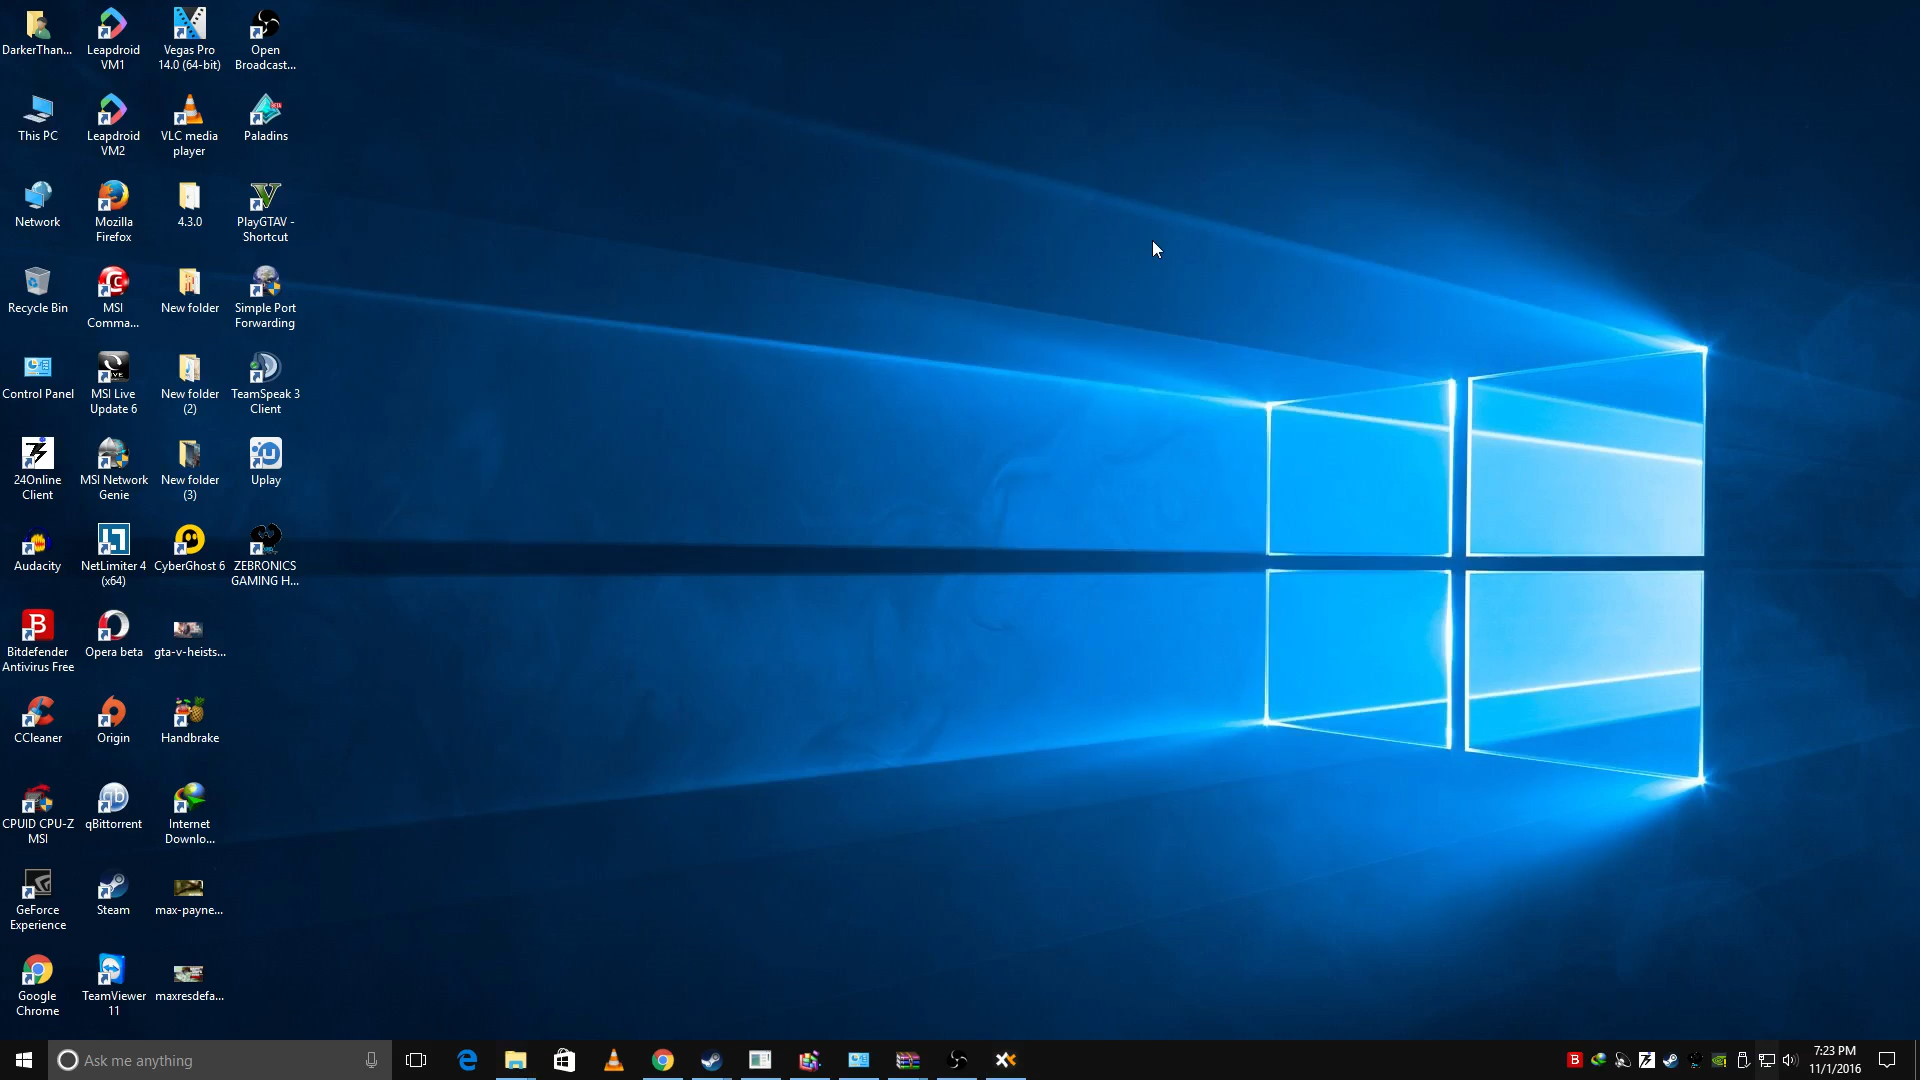 DarkerThan...
Leapdroid
VM1
Vegas Pro
14.0 (64-bit)
Open
Broadcast...
This PC
Leapdroid
VM2
VLC media
player
BETA
Paladins
Network
Mozilla
Firefox
4.3.0
PlayGTAV -
Shortcut
Recycle Bin
MSI
Comma...
New folder
Simple Port
Forwarding
Control Panel
MSI Live
Update 6
New folder
(2)
TeamSpeak 3
Client
24Online
Client
MSI Network
Genie
New folder
(3)
Uplay
Audacity
NetLimiter 4
(x64)
CyberGhost 6
ZEBRONICS
GAMING H...
B
Bitdefender
Antivirus Free
Opera beta
gta-v-heists...
CCleaner
Origin
Handbrake
CPUID CPU-Z
MSI
qb
qBittorrent
Internet
Downlo...
GeForce
Experience
Steam
max-payne...
Google
Chrome
TeamViewer
11
maxresdefa...
Ask me anything
B
7:23 PM
11/1/2016